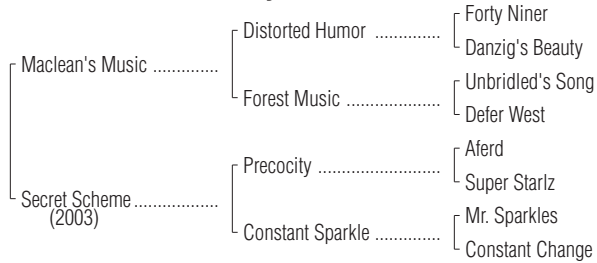 Forty Niner
Distorted Humor ..............
Danzig's Beauty
Maclean's Music ..............
Unbridled's Song
Forest Music ....................
Defer West
Aferd
Precocity ........................
Super Starlz
Secret Scheme ..................
(2003)
Mr. Sparkles
Constant Sparkle ..............
Constant Change